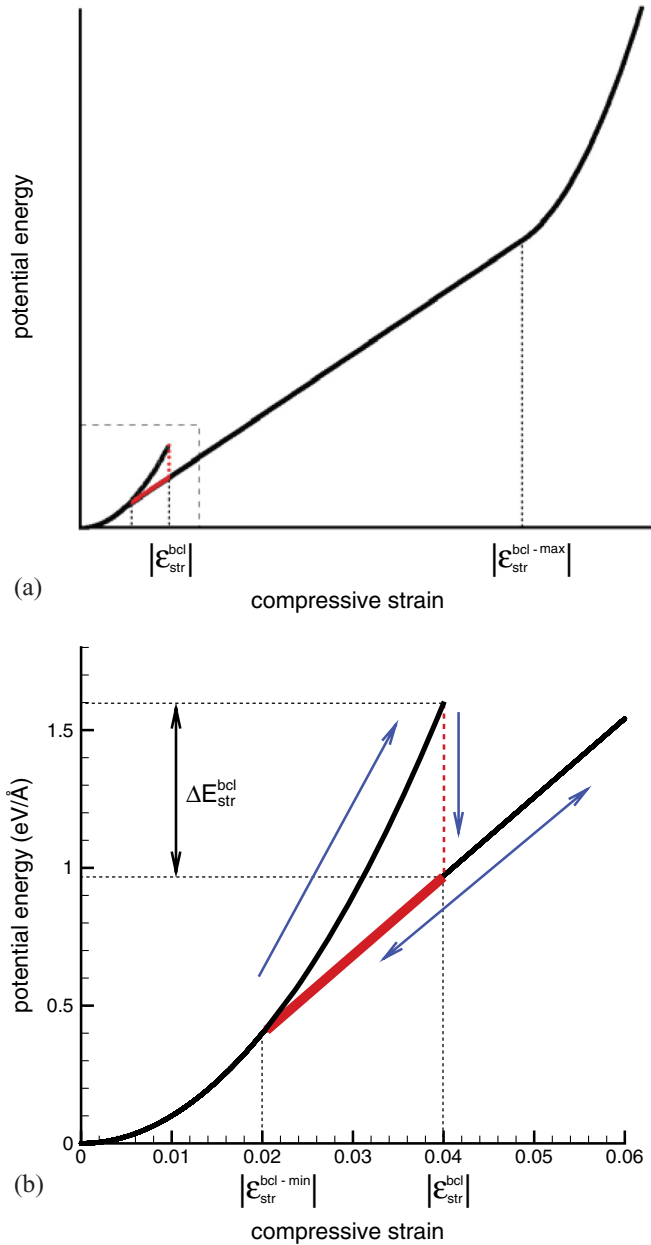 potential energy
|ε_str^bcl|
|ε_str^bcl-max|
(a)
compressive strain
potential energy (eV/Å)
1.5
1
0.5
0
ΔE_str^bcl
0 0.01 0.02 0.03 0.04 0.05 0.06
|ε_str^bcl-min|
|ε_str^bcl|
(b)
compressive strain